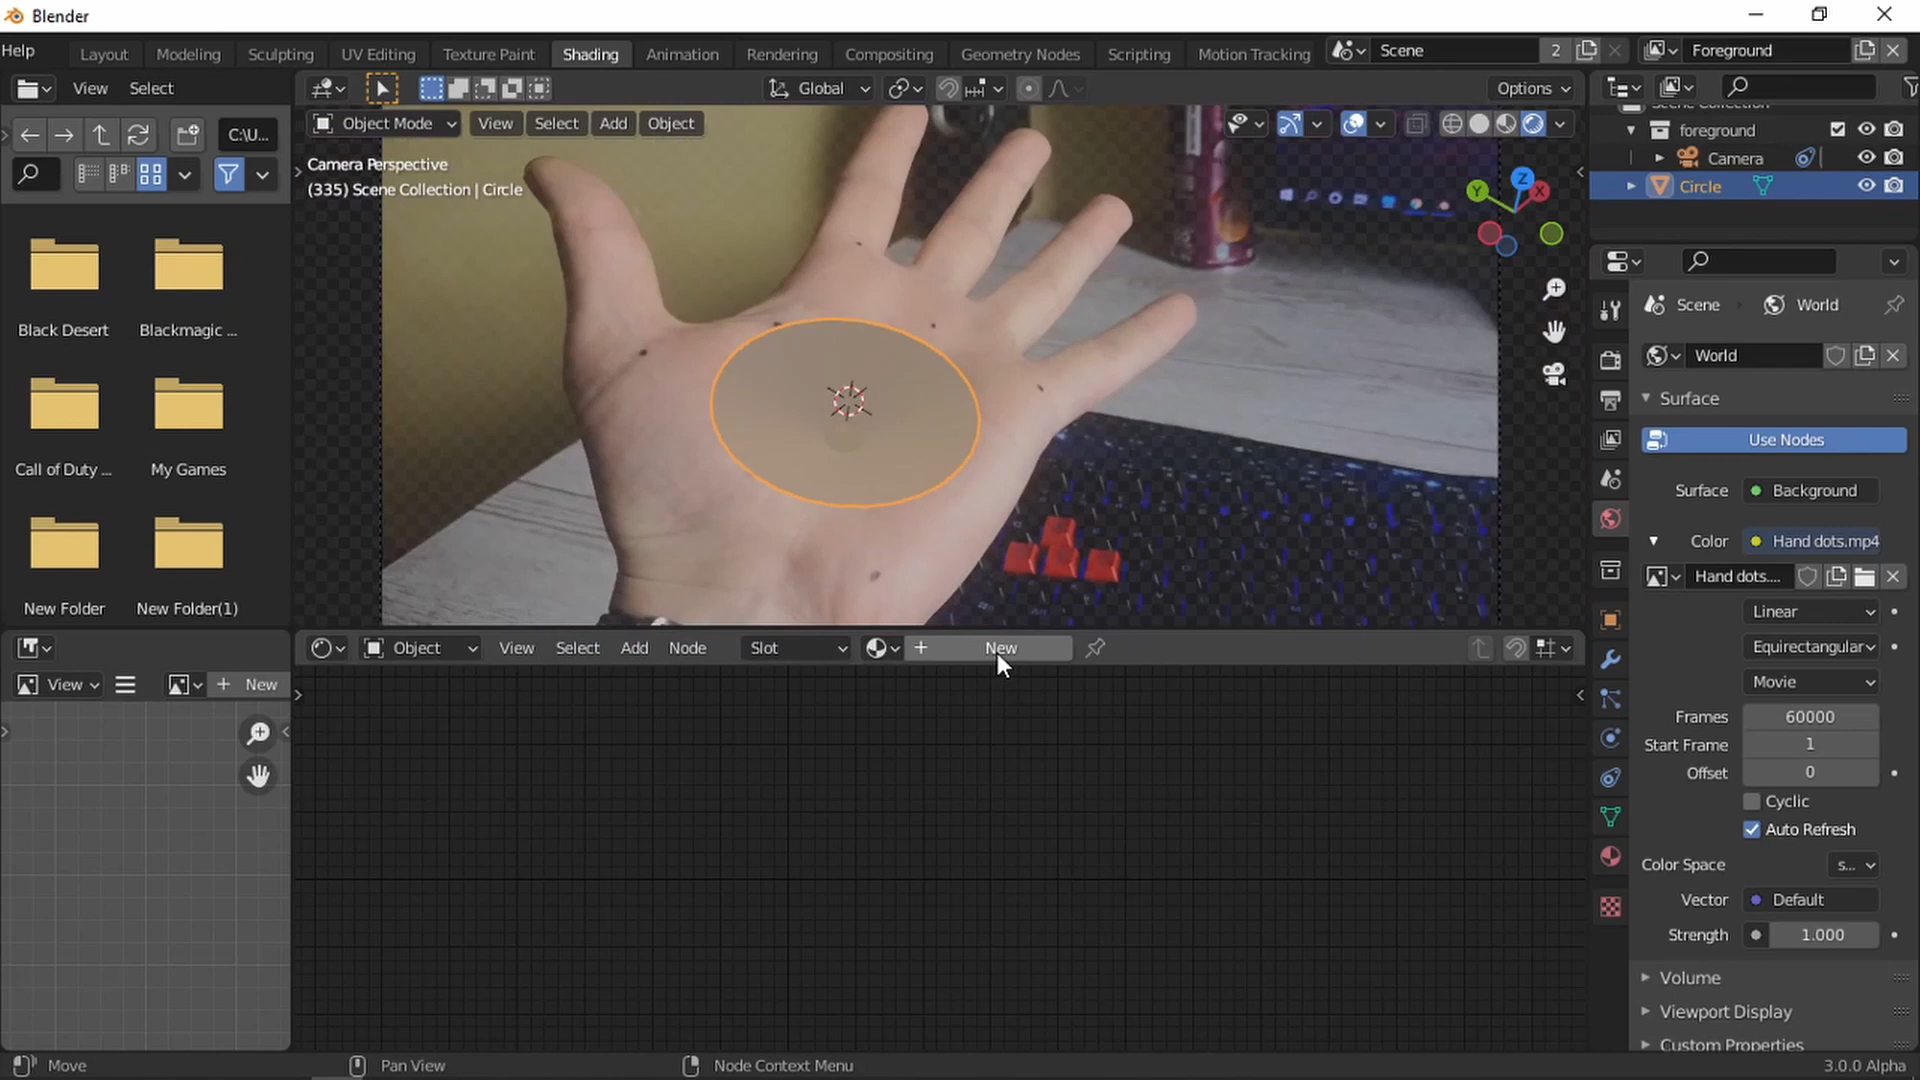 Blender
Help
Layout
Modeling
Sculpting
UV Editing
Texture Paint
Shading
Animation
Rendering
Compositing
Geometry Nodes
Scripting
Motion Tracking
Scene
2
Foreground
View
Select
Global
Options
Scene Collection
C:\U...
Object Mode
View
Select
Add
Object
foreground
Camera
Circle
Camera Perspective
(335) Scene Collection | Circle
Z
Y
X
Black Desert
Blackmagic ...
Call of Duty ...
My Games
New Folder
New Folder(1)
Scene
World
World
Surface
Use Nodes
Surface
Background
Color
Hand dots.mp4
Hand dots....
Linear
Equirectangular
Movie
Frames
60000
Start Frame
1
Offset
0
Cyclic
Auto Refresh
Color Space
s...
Vector
Default
Strength
1.000
Volume
Viewport Display
Custom Properties
Object
View
Select
Add
Node
Slot
New
View
New
Move
Pan View
Node Context Menu
3.0.0 Alpha